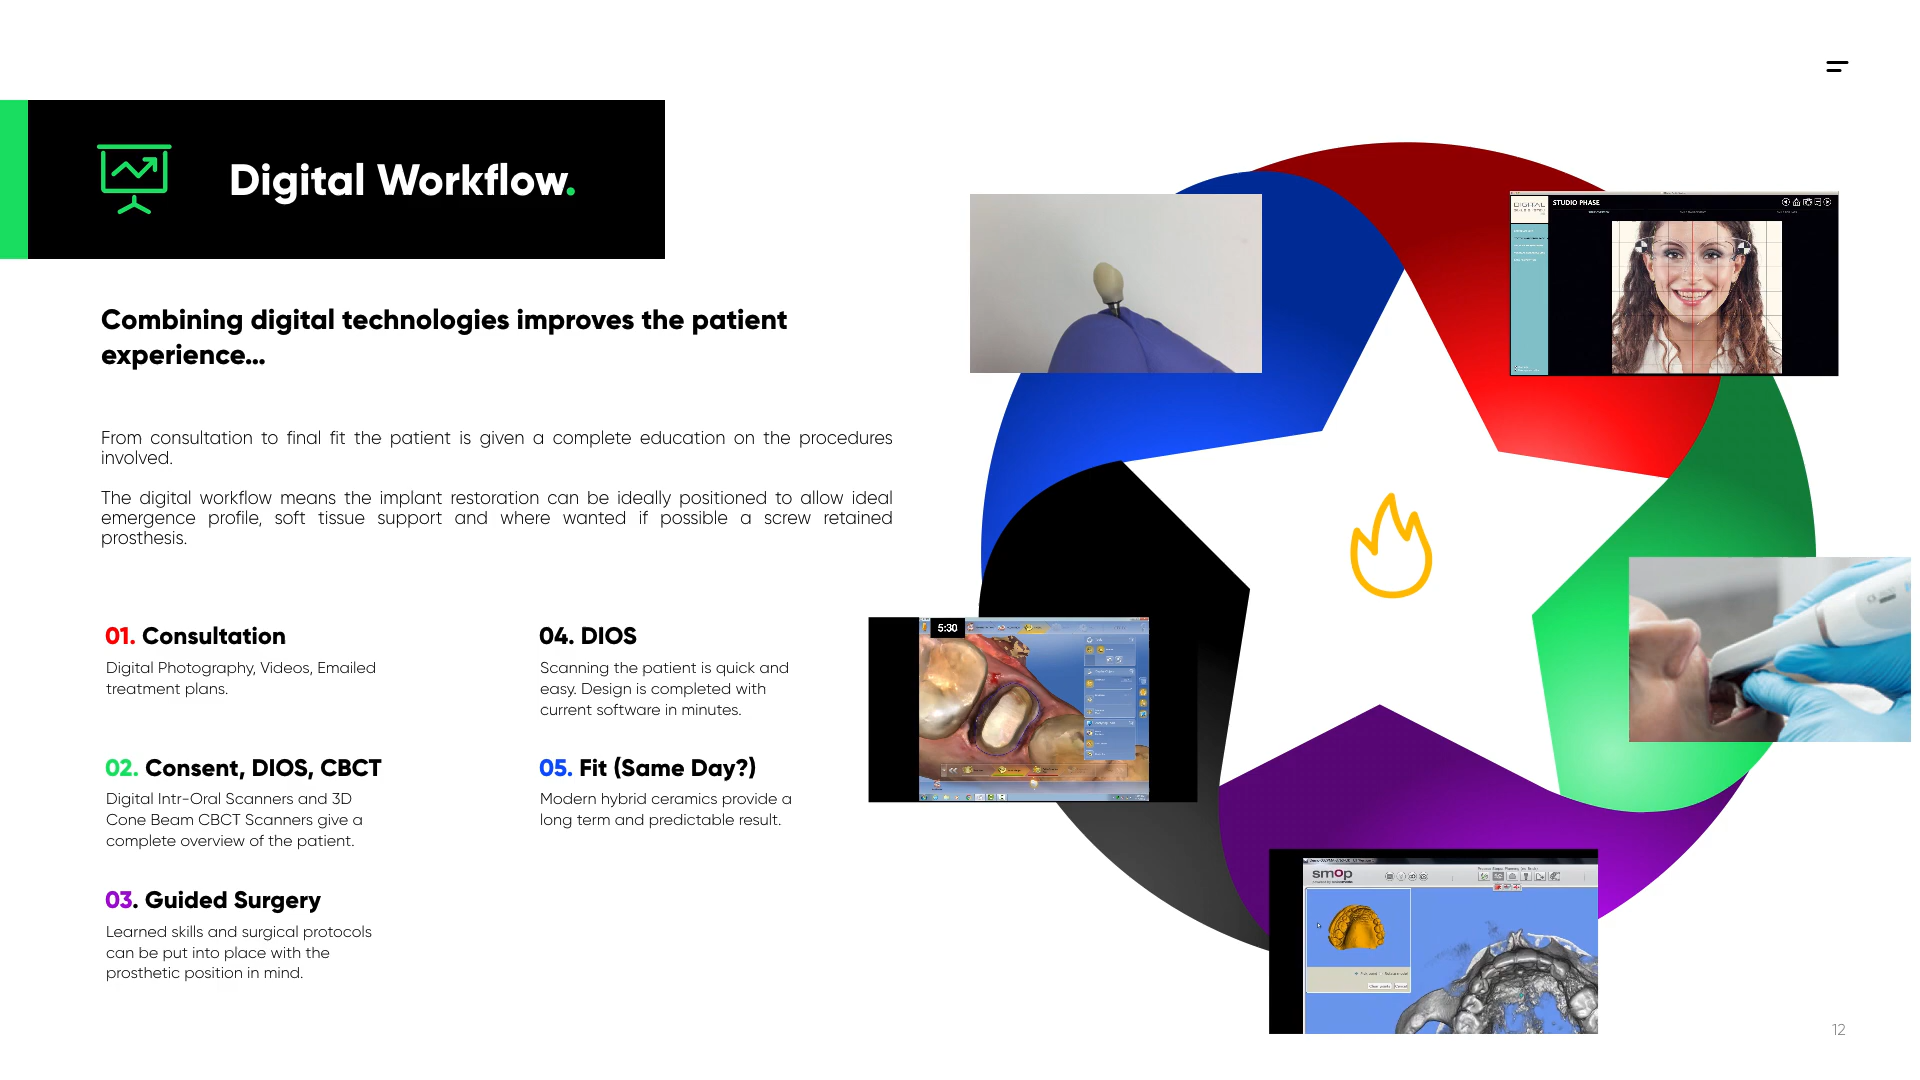 Digital Workflow.
Combining digital technologies improves the patient
experience...
From consultation to final fit the patient is given a complete education on the procedures
involved.
The digital workflow means the implant restoration can be ideally positioned to allow ideal
emergence profile, soft tissue support and where wanted if possible a screw retained
prosthesis.
01. Consultation
Digital Photography, Videos, Emailed
treatment plans.
02. Consent, DIOS, CBCT
Digital Intr-Oral Scanners and 3D
Cone Beam CBCT Scanners give a
complete overview of the patient.
03. Guided Surgery
Learned skills and surgical protocols
can be put into place with the
prosthetic position in mind.
04. DIOS
Scanning the patient is quick and
easy. Design is completed with
current software in minutes.
05. Fit (Same Day?)
Modern hybrid ceramics provide a
long term and predictable result.
DIGITAL
STUDIO PHASE
5:30
smop
12